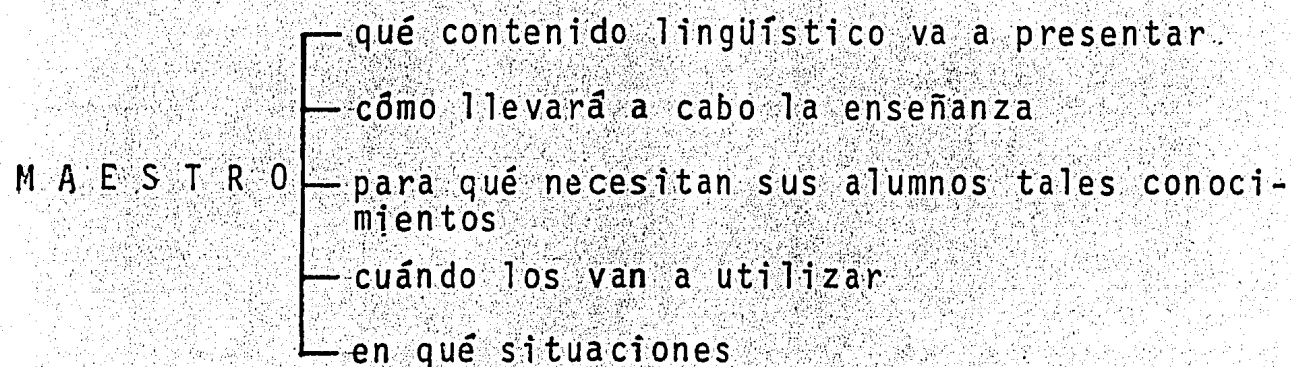 qué contenido lingüístico va a presentar
cómo llevará a cabo la enseñanza
M A E S T R O para qué necesitan sus alumnos tales conoci-
mientos
cuándo los van a utilizar
en qué situaciones